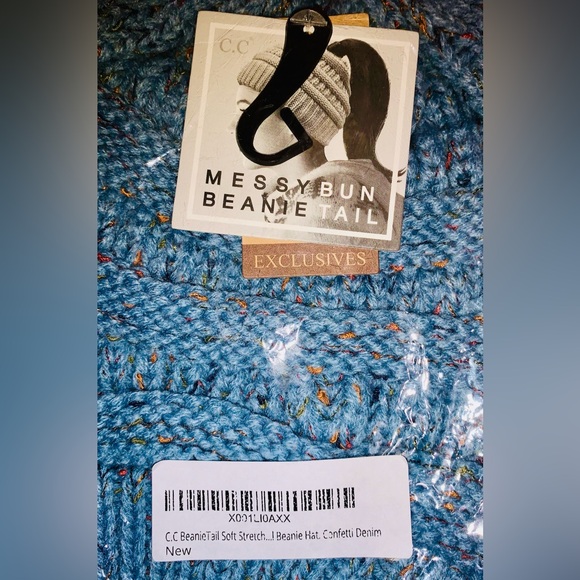 C.C
MESSY BUN
BEANIE TAIL
EXCLUSIVES
X001LI0AXX
C.C BeanieTail Soft Stretch...l Beanie Hat, Confetti Denim
New